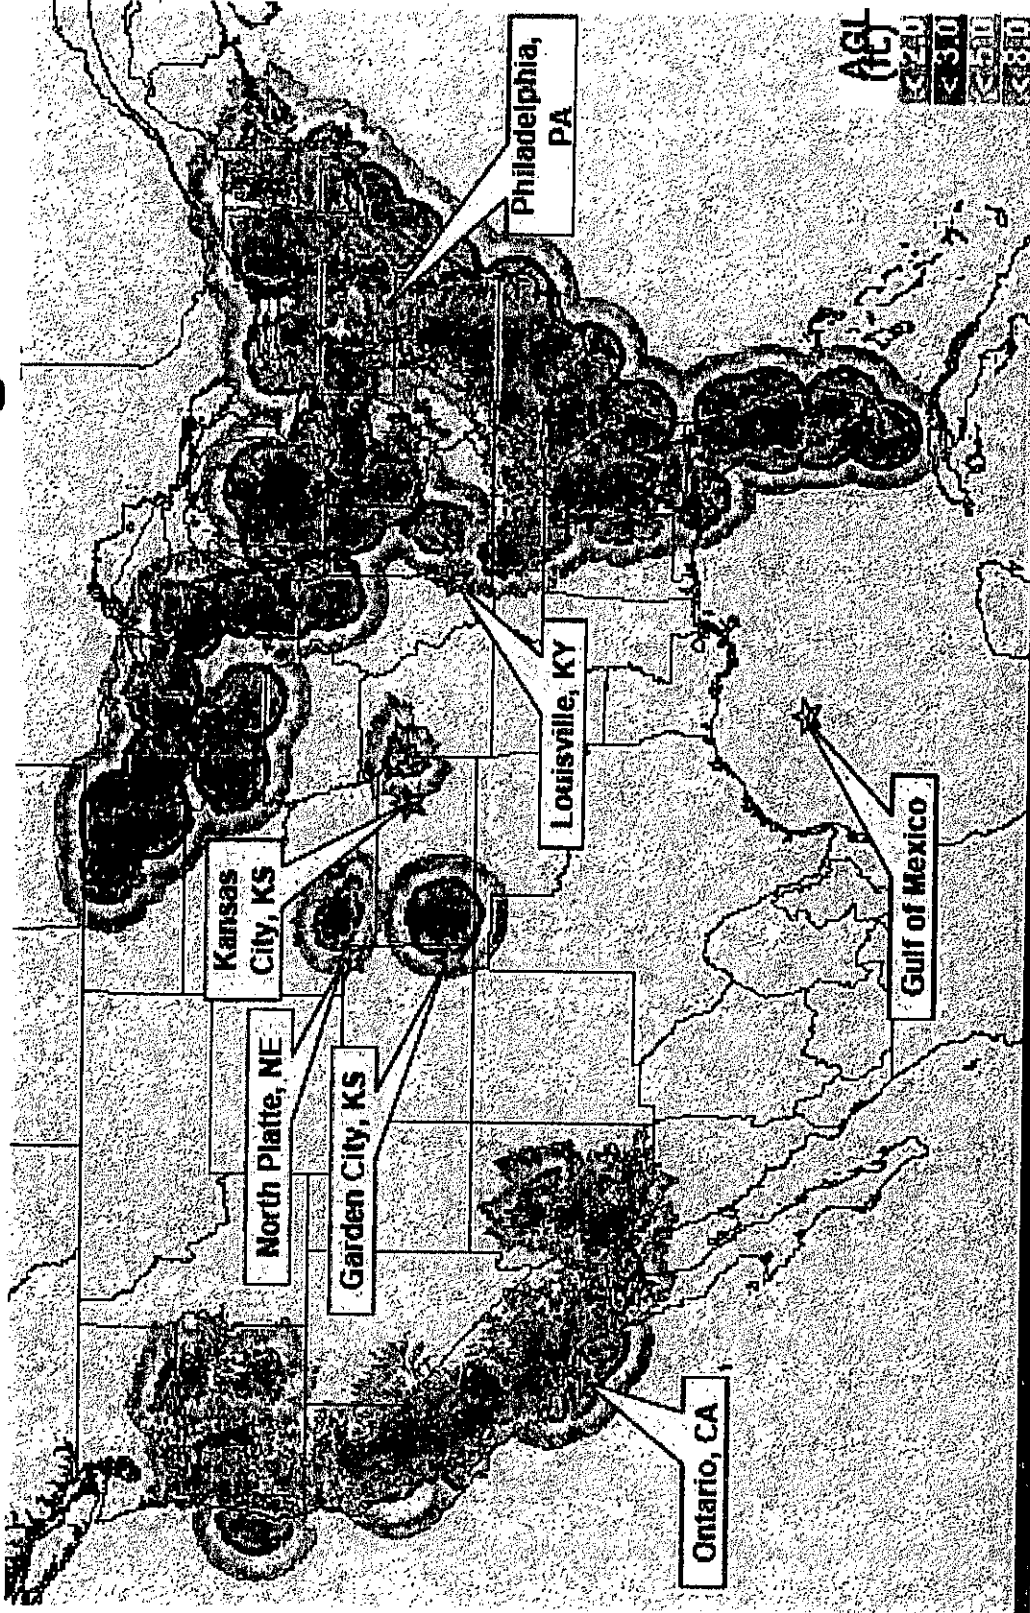 Philadelphia,
PA
AGL
Louisville, KY
Kansas
City, KS
North Platte, NE
Garden City, KS
Gulf of Mexico
Ontario, CA